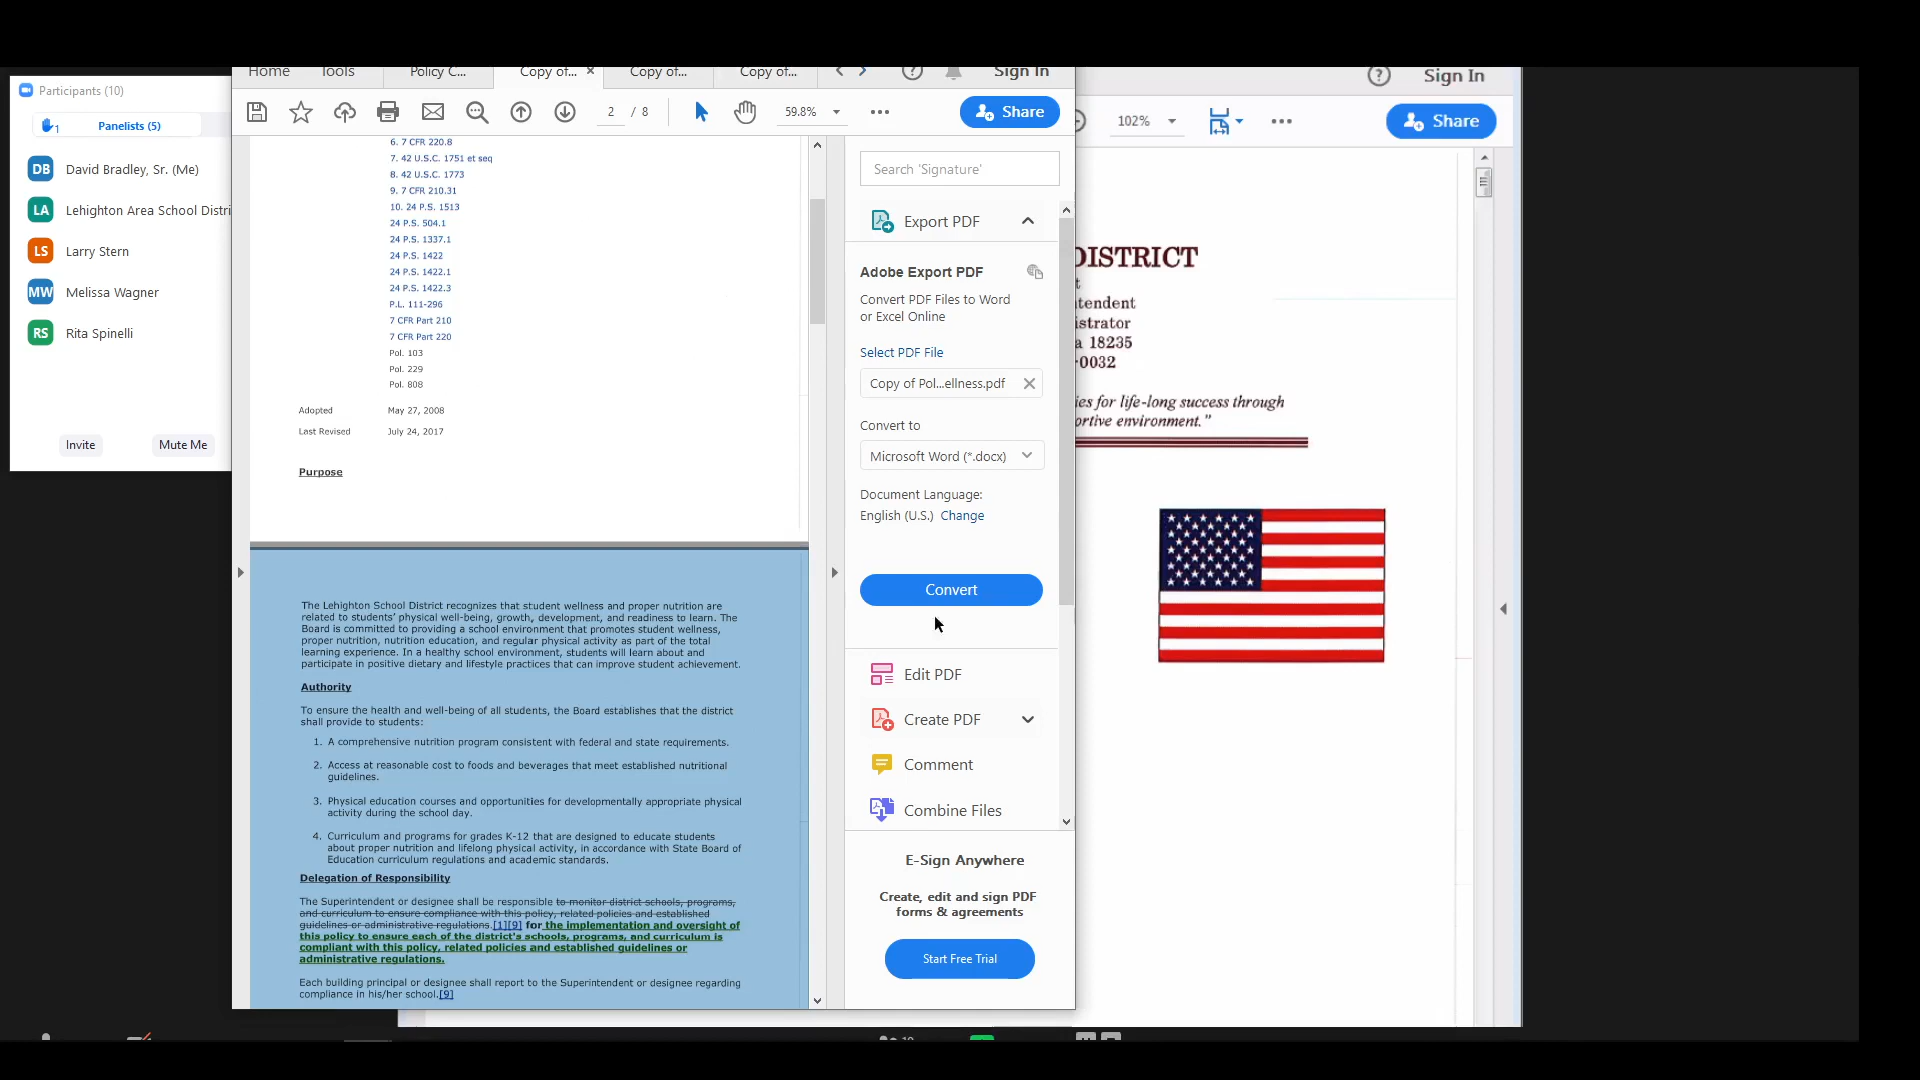 Participants (10)
1
Panelists (5)
DB David Bradley, Sr. (Me)
LA Lehighton Area School Distri
LS Larry Stern
MW Melissa Wagner
RS Rita Spinelli
Invite
Mute Me
Home
Tools
Policy C...
Copy of...
Copy of...
Copy of...
Sign In
2 / 8
59.8%
Share
6. 7 CFR 220.8
7. 42 U.S.C. 1751 et seq
8. 42 U.S.C. 1773
9. 7 CFR 210.31
10. 24 P.S. 1513
24 P.S. 504.1
24 P.S. 1337.1
24 P.S. 1422
24 P.S. 1422.1
24 P.S. 1422.3
P.L. 111-296
7 CFR Part 210
7 CFR Part 220
Pol. 103
Pol. 229
Pol. 808
Adopted May 27, 2008
Last Revised July 24, 2017
Purpose
The Lehighton School District recognizes that student wellness and proper nutrition are
related to students' physical well-being, growth, development, and readiness to learn. The
Board is committed to providing a school environment that promotes student wellness,
proper nutrition, nutrition education, and regular physical activity as part of the total
learning experience. In a healthy school environment, students will learn about and
participate in positive dietary and lifestyle practices that can improve student achievement.
Authority
To ensure the health and well-being of all students, the Board establishes that the district
shall provide to students:
1. A comprehensive nutrition program consistent with federal and state requirements.
2. Access at reasonable cost to foods and beverages that meet established nutritional
guidelines.
3. Physical education courses and opportunities for developmentally appropriate physical
activity during the school day.
4. Curriculum and programs for grades K-12 that are designed to educate students
about proper nutrition and lifelong physical activity, in accordance with State Board of
Education curriculum regulations and academic standards.
Delegation of Responsibility
The Superintendent or designee shall be responsible to monitor district schools, programs,
and curriculum to ensure compliance with this policy, related policies and established
guidelines or administrative regulations.[1][9] for the implementation and oversight of
this policy to ensure each of the district's schools, programs, and curriculum is
compliant with this policy, related policies and established guidelines or
administrative regulations.
Each building principal or designee shall report to the Superintendent or designee regarding
compliance in his/her school.[9]
Search 'Signature'
Export PDF
Adobe Export PDF
Convert PDF Files to Word
or Excel Online
Select PDF File
Copy of Pol...ellness.pdf
Convert to
Microsoft Word (*.docx)
Document Language:
English (U.S.) Change
Convert
Edit PDF
Create PDF
Comment
Combine Files
E-Sign Anywhere
Create, edit and sign PDF
forms & agreements
Start Free Trial
Sign In
102%
Share
DISTRICT
t
tendent
istrator
a 18235
-0032
ies for life-long success through
ortive environment."